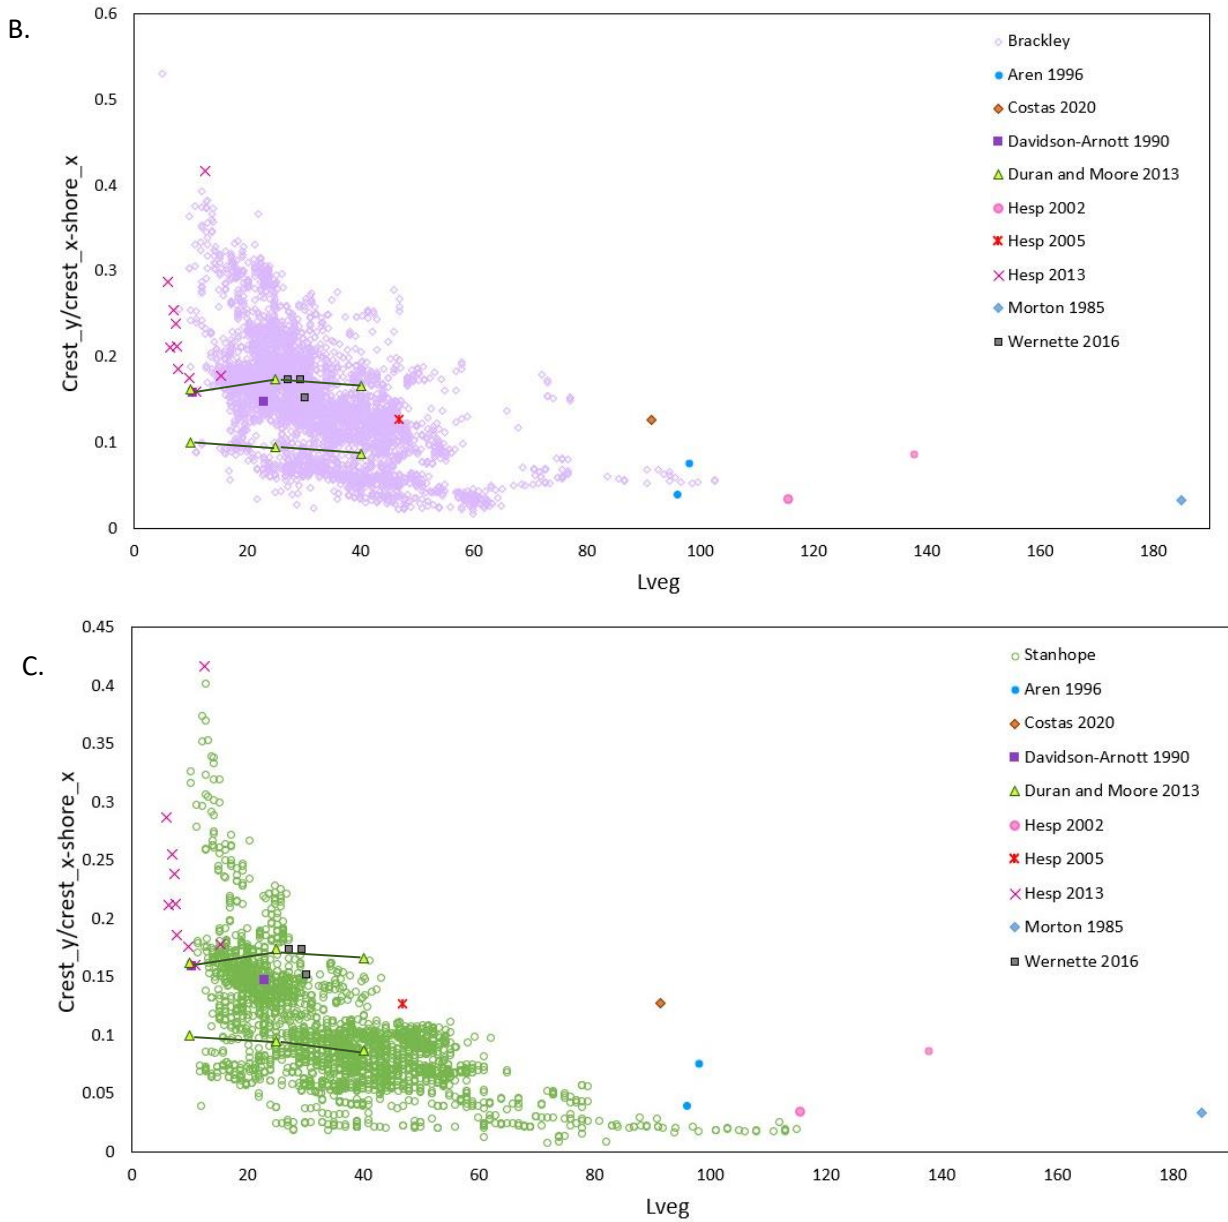 B.
0.6
0.5
0.4
0.3
0.2
0.1
0
Crest_y/crest_x-shore_x
0 20 40 60 80 100 120 140 160 180
Lveg
Brackley
Aren 1996
Costas 2020
Davidson-Arnott 1990
Duran and Moore 2013
Hesp 2002
Hesp 2005
Hesp 2013
Morton 1985
Wernette 2016
C.
0.45
0.4
0.35
0.3
0.25
0.2
0.15
0.1
0.05
0
Crest_y/crest_x-shore_x
0 20 40 60 80 100 120 140 160 180
Lveg
Stanhope
Aren 1996
Costas 2020
Davidson-Arnott 1990
Duran and Moore 2013
Hesp 2002
Hesp 2005
Hesp 2013
Morton 1985
Wernette 2016